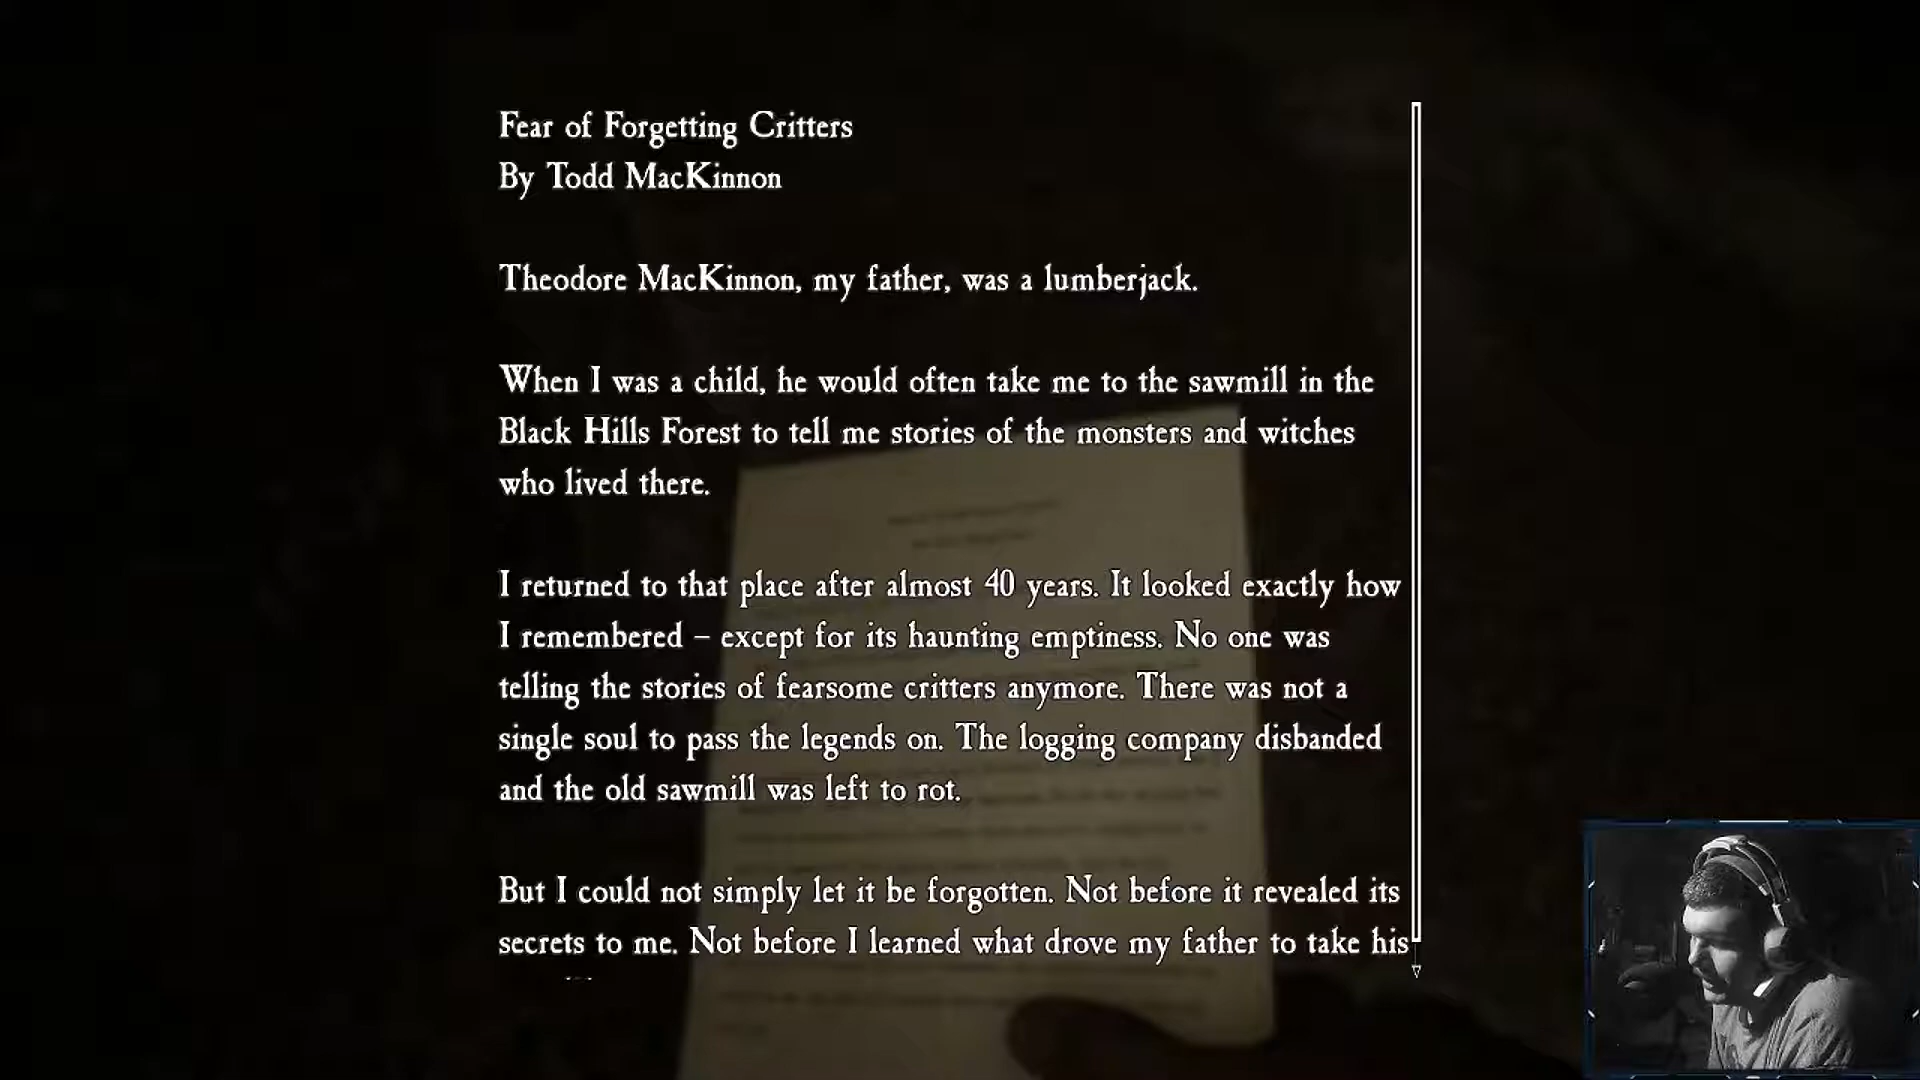 Fear of Forgetting Critters
By Todd MacKinnon
Theodore MacKinnon, my father, was a lumberjack.
When I was a child, he would often take me to the sawmill in the
Black Hills Forest to tell me stories of the monsters and witches
who lived there.
I returned to that place after almost 40 years. It looked exactly how
I remembered – except for its haunting emptiness. No one was
telling the stories of fearsome critters anymore. There was not a
single soul to pass the legends on. The logging company disbanded
and the old sawmill was left to rot.
But I could not simply let it be forgotten. Not before it revealed its
secrets to me. Not before I learned what drove my father to take his